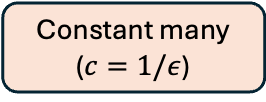 Constant many
(𝑐 = 1/𝜖)